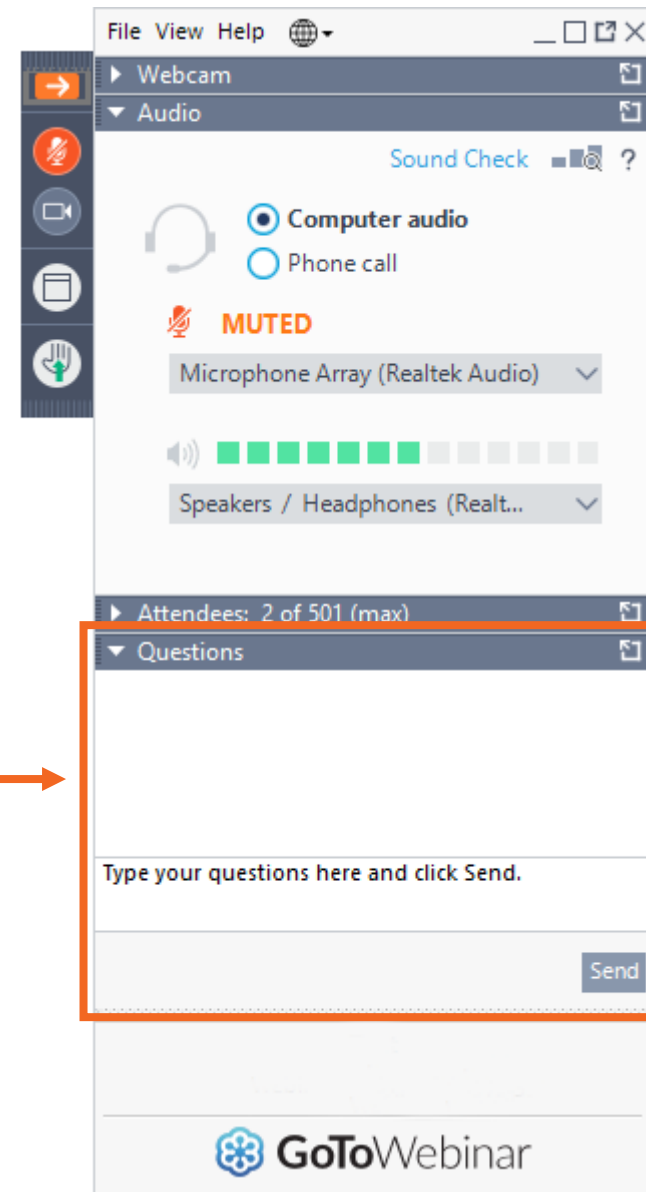 File View Help
Webcam
Audio
Sound Check ?
Computer audio
Phone call
MUTED
Microphone Array (Realtek Audio)
Speakers / Headphones (Realt...
Attendees: 2 of 501 (max)
Questions
Type your questions here and click Send.
Send
GoToWebinar